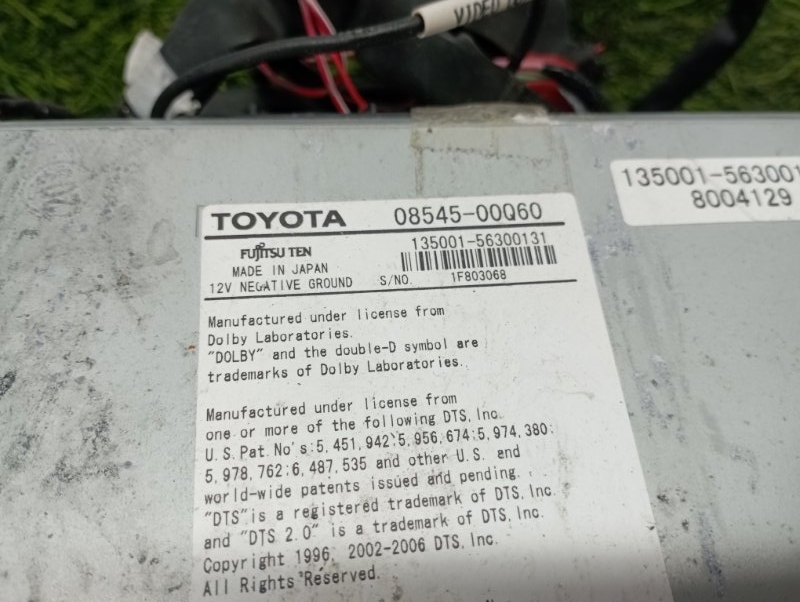 VIDEO
135001-563001
8004129
TOYOTA 08545-00Q60
FUJITSU TEN 135001-56300131
MADE IN JAPAN
12V NEGATIVE GROUND S/NO. 1F803068
Manufactured under license from
Dolby Laboratories.
"DOLBY" and the double-D symbol are
trademarks of Dolby Laboratories.
Manufactured under license from
one or more of the following DTS, Inc.
U.S. Pat. No's:5,451,942;5,956,674;5,974,380;
5,978,762;6,487,535 and other U.S. and
world-wide patents issued and pending.
"DTS"is a registered trademark of DTS, Inc.
and "DTS 2.0" is a trademark of DTS, Inc.
Copyright 1996, 2002-2006 DTS, Inc.
All Rights Reserved.